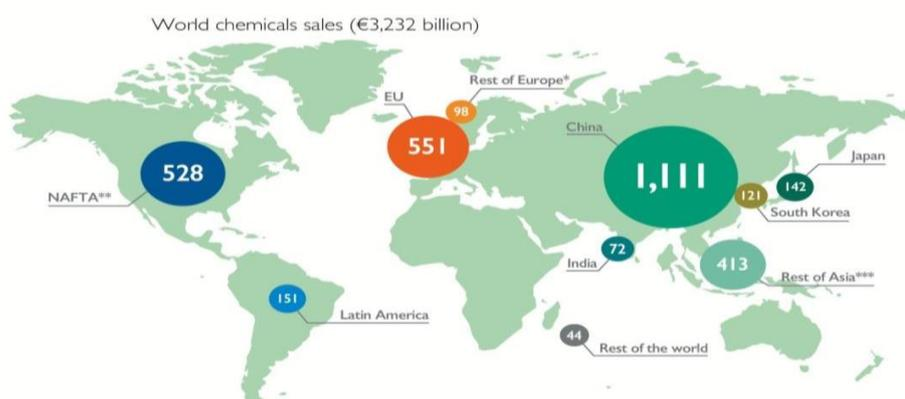 World chemicals sales (€3,232 billion)
Rest of Europe*
EU
98
551
China
1,111
Japan
142
121
South Korea
528
NAFTA**
72
India
413
Rest of Asia***
151
Latin America
44
Rest of the world